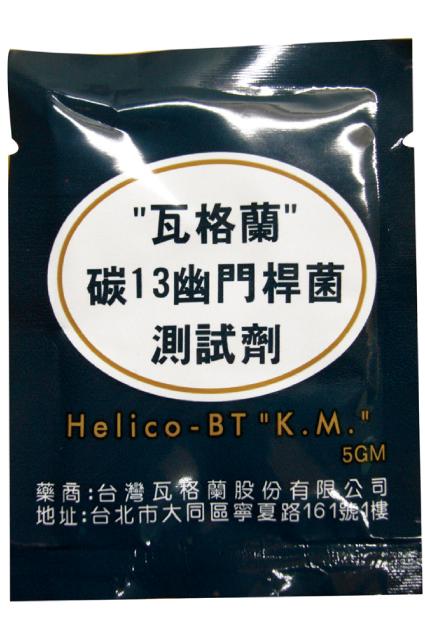 "瓦格蘭"
碳13幽門桿菌
測試劑
Helico-BT "K.M."
5GM
藥商:台灣瓦格蘭股份有限公司
地址:台北市大同區寧夏路161號1樓